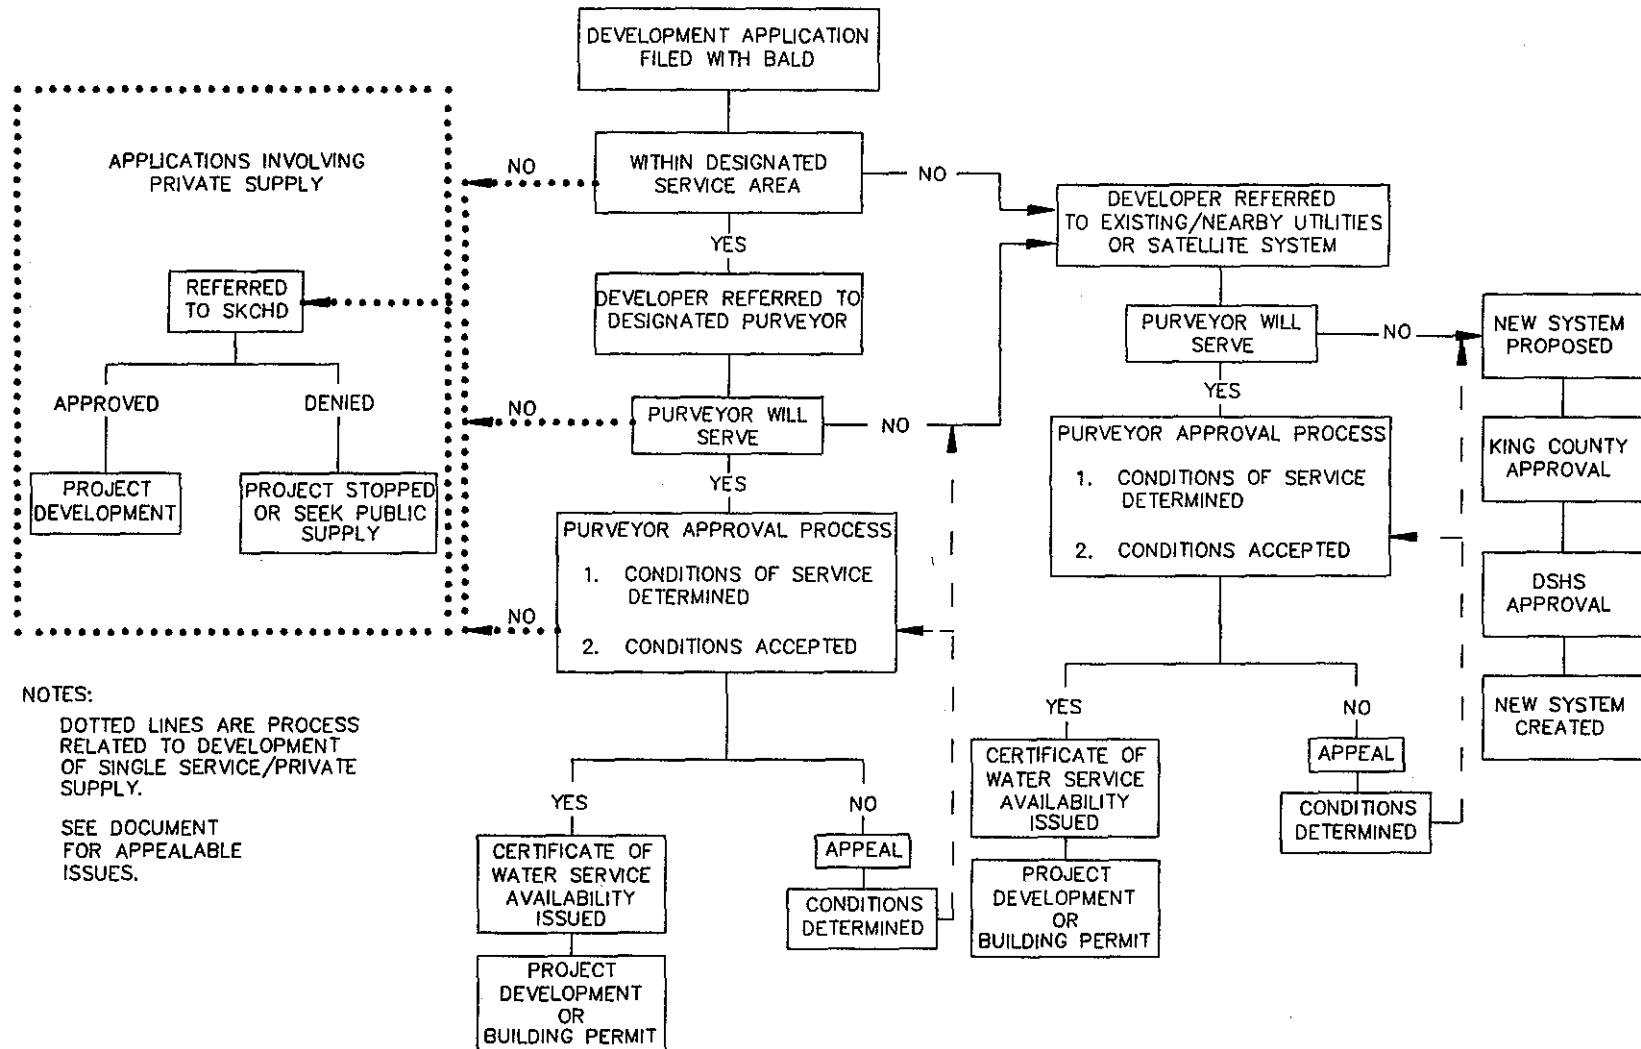 DEVELOPMENT APPLICATION
FILED WITH BALD
APPLICATIONS INVOLVING
PRIVATE SUPPLY
NO
WITHIN DESIGNATED
SERVICE AREA
NO
DEVELOPER REFERRED
TO EXISTING/NEARBY UTILITIES
OR SATELLITE SYSTEM
YES
REFERRED
TO SKCHD
DEVELOPER REFERRED TO
DESIGNATED PURVEYOR
PURVEYOR WILL
SERVE
NO
NEW SYSTEM
PROPOSED
APPROVED
DENIED
NO
PURVEYOR WILL
SERVE
NO
YES
PURVEYOR APPROVAL PROCESS
1. CONDITIONS OF SERVICE
DETERMINED
2. CONDITIONS ACCEPTED
KING COUNTY
APPROVAL
PROJECT
DEVELOPMENT
PROJECT STOPPED
OR SEEK PUBLIC
SUPPLY
YES
PURVEYOR APPROVAL PROCESS
1. CONDITIONS OF SERVICE
DETERMINED
2. CONDITIONS ACCEPTED
NO
DSHS
APPROVAL
NOTES:
DOTTED LINES ARE PROCESS
RELATED TO DEVELOPMENT
OF SINGLE SERVICE/PRIVATE
SUPPLY.
SEE DOCUMENT
FOR APPEALABLE
ISSUES.
YES
NO
NEW SYSTEM
CREATED
CERTIFICATE OF
WATER SERVICE
AVAILABILITY
ISSUED
APPEAL
CONDITIONS
DETERMINED
YES
NO
CERTIFICATE OF
WATER SERVICE
AVAILABILITY
ISSUED
APPEAL
CONDITIONS
DETERMINED
PROJECT
DEVELOPMENT
OR
BUILDING PERMIT
PROJECT
DEVELOPMENT
OR
BUILDING PERMIT